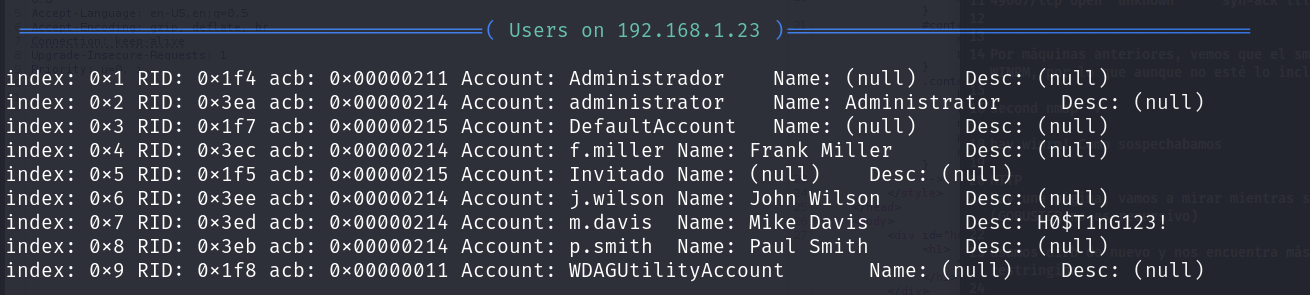 ( Users on 192.168.1.23 )
index: 0×1 RID: 0×1f4 acb: 0×00000211 Account: Administrador Name: (null) Desc: (null)
index: 0×2 RID: 0×3ea acb: 0×00000214 Account: administrator Name: Administrator Desc: (null)
index: 0×3 RID: 0×1f7 acb: 0×00000215 Account: DefaultAccount Name: (null) Desc: (null)
index: 0×4 RID: 0×3ec acb: 0×00000214 Account: f.miller Name: Frank Miller Desc: (null)
index: 0×5 RID: 0×1f5 acb: 0×00000215 Account: Invitado Name: (null) Desc: (null)
index: 0×6 RID: 0×3ee acb: 0×00000214 Account: j.wilson Name: John Wilson Desc: (null)
index: 0×7 RID: 0×3ed acb: 0×00000214 Account: m.davis Name: Mike Davis Desc: H0$T1nG123!
index: 0×8 RID: 0×3eb acb: 0×00000214 Account: p.smith Name: Paul Smith Desc: (null)
index: 0×9 RID: 0×1f8 acb: 0×00000011 Account: WDAGUtilityAccount Name: (null) Desc: (null)